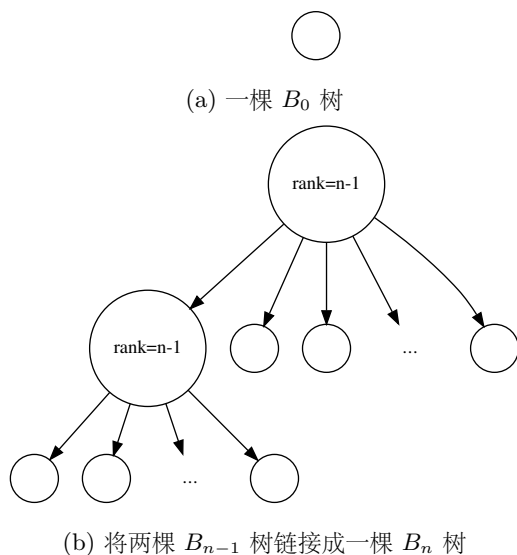 (a) 一棵 B₀ 树
rank=n-1
rank=n-1
...
...
(b) 将两棵 Bₙ₋₁ 树链接成一棵 Bₙ 树